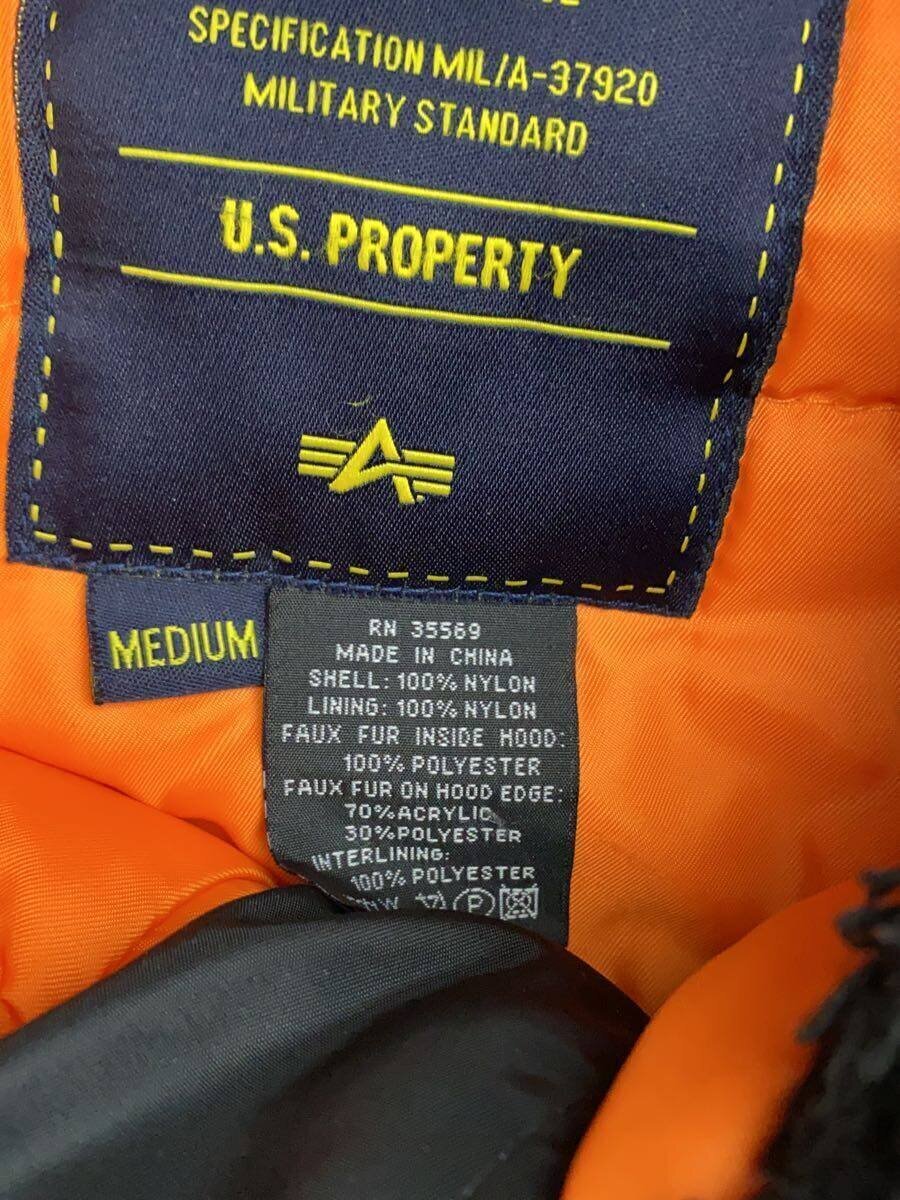 SPECIFICATION MIL/A-37920
MILITARY STANDARD
U.S. PROPERTY
A
MEDIUM
RN 35569
MADE IN CHINA
SHELL: 100% NYLON
LINING: 100% NYLON
FAUX FUR INSIDE HOOD:
100% POLYESTER
FAUX FUR ON HOOD EDGE:
70% ACRYLIC
30% POLYESTER
INTERLINING:
100% POLYESTER
P